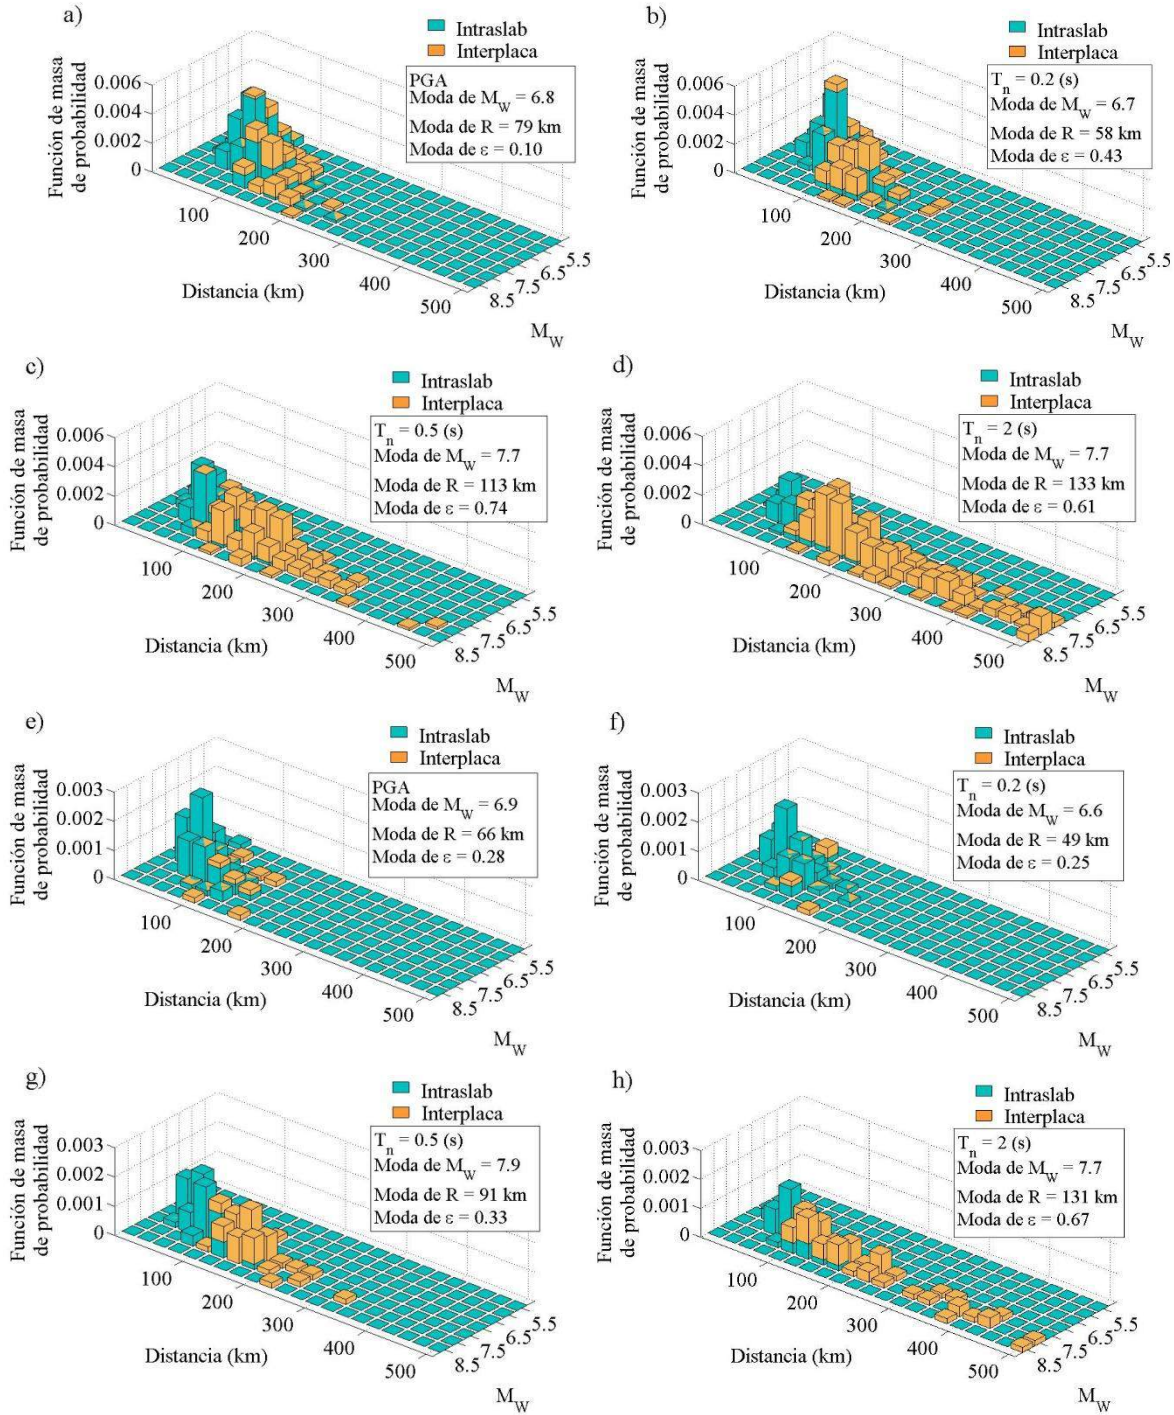 a)
Intraslab
Interplaca
PGA
Moda de M_W = 6.8
Moda de R = 79 km
Moda de ε = 0.10
Función de masa
de probabilidad
0.006
0.004
0.002
0
100
200
300
400
500
Distancia (km)
5.5
6.5
7.5
8.5
M_W
b)
Intraslab
Interplaca
T_n = 0.2 (s)
Moda de M_W = 6.7
Moda de R = 58 km
Moda de ε = 0.43
Función de masa
de probabilidad
0.006
0.004
0.002
0
100
200
300
400
500
Distancia (km)
5.5
6.5
7.5
8.5
M_W
c)
Intraslab
Interplaca
T_n = 0.5 (s)
Moda de M_W = 7.7
Moda de R = 113 km
Moda de ε = 0.74
Función de masa
de probabilidad
0.006
0.004
0.002
0
100
200
300
400
500
Distancia (km)
5.5
6.5
7.5
8.5
M_W
d)
Intraslab
Interplaca
T_n = 2 (s)
Moda de M_W = 7.7
Moda de R = 133 km
Moda de ε = 0.61
Función de masa
de probabilidad
0.006
0.004
0.002
0
100
200
300
400
500
Distancia (km)
5.5
6.5
7.5
8.5
M_W
e)
Intraslab
Interplaca
PGA
Moda de M_W = 6.9
Moda de R = 66 km
Moda de ε = 0.28
Función de masa
de probabilidad
0.003
0.002
0.001
0
100
200
300
400
500
Distancia (km)
5.5
6.5
7.5
8.5
M_W
f)
Intraslab
Interplaca
T_n = 0.2 (s)
Moda de M_W = 6.6
Moda de R = 49 km
Moda de ε = 0.25
Función de masa
de probabilidad
0.003
0.002
0.001
0
100
200
300
400
500
Distancia (km)
5.5
6.5
7.5
8.5
M_W
g)
Intraslab
Interplaca
T_n = 0.5 (s)
Moda de M_W = 7.9
Moda de R = 91 km
Moda de ε = 0.33
Función de masa
de probabilidad
0.003
0.002
0.001
0
100
200
300
400
500
Distancia (km)
5.5
6.5
7.5
8.5
M_W
h)
Intraslab
Interplaca
T_n = 2 (s)
Moda de M_W = 7.7
Moda de R = 131 km
Moda de ε = 0.67
Función de masa
de probabilidad
0.003
0.002
0.001
0
100
200
300
400
500
Distancia (km)
5.5
6.5
7.5
8.5
M_W